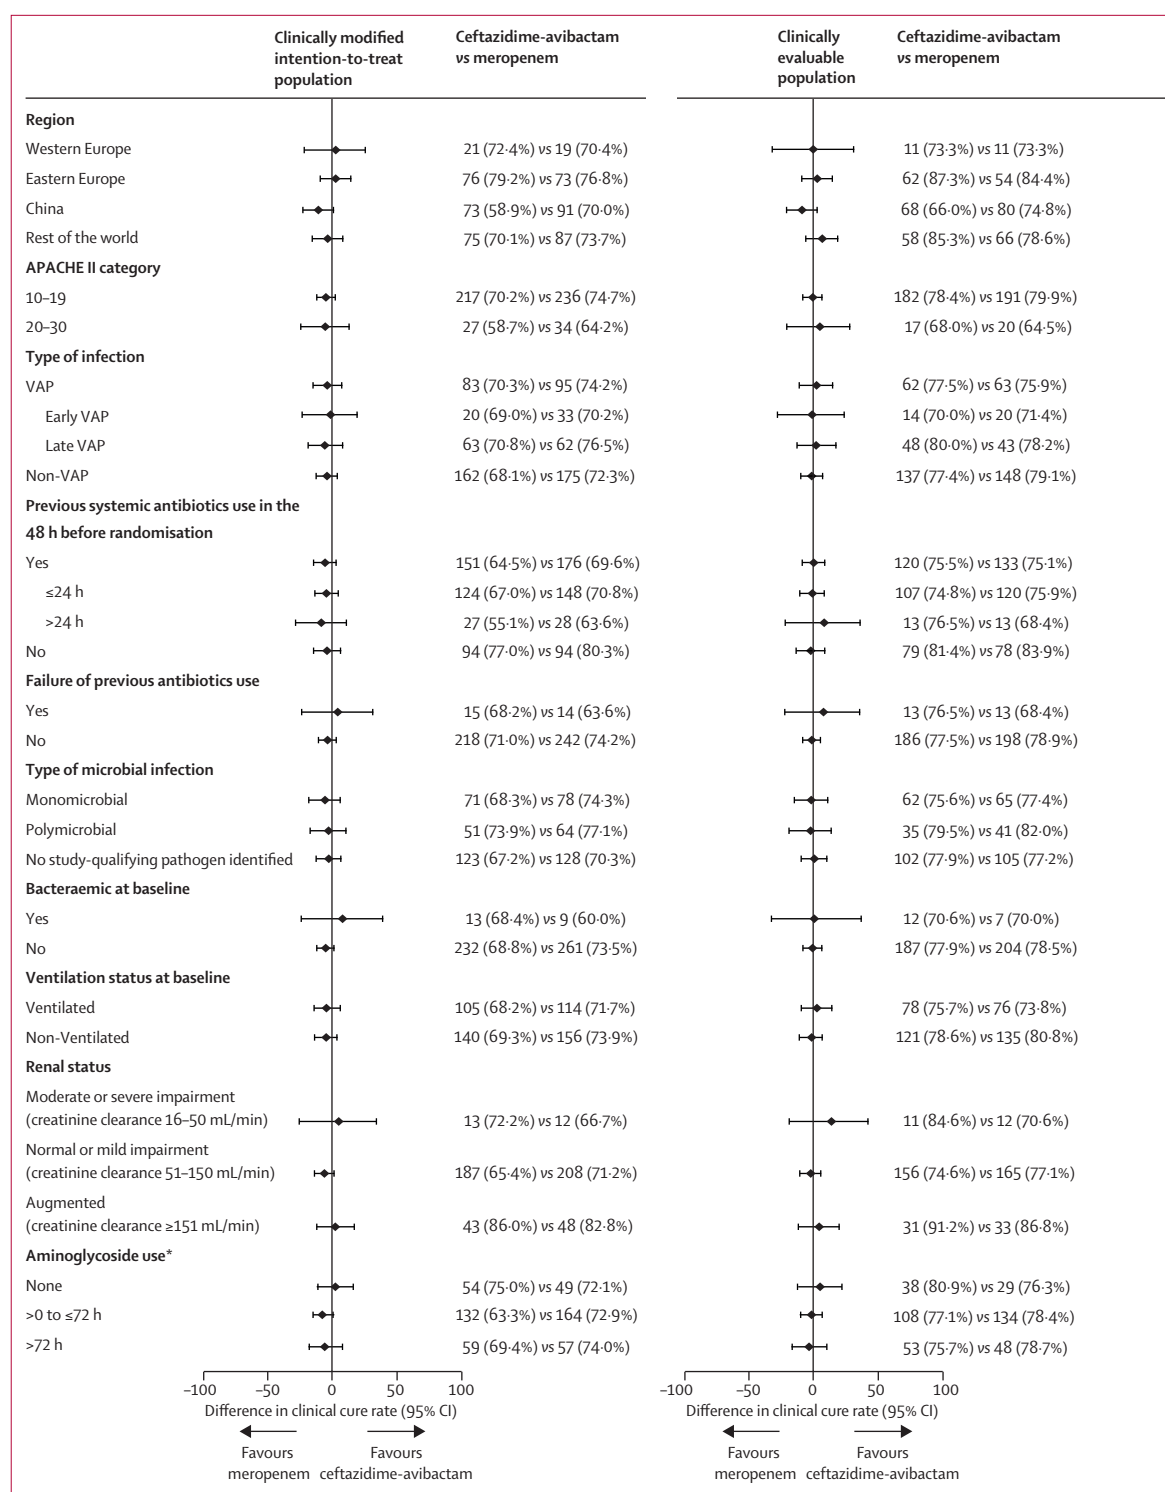 Clinically modified
intention-to-treat
population
Ceftazidime-avibactam
vs meropenem
Clinically
evaluable
population
Ceftazidime-avibactam
vs meropenem
Region
Western Europe 21 (72·4%) vs 19 (70·4%) 11 (73·3%) vs 11 (73·3%)
Eastern Europe 76 (79·2%) vs 73 (76·8%) 62 (87·3%) vs 54 (84·4%)
China 73 (58·9%) vs 91 (70·0%) 68 (66·0%) vs 80 (74·8%)
Rest of the world 75 (70·1%) vs 87 (73·7%) 58 (85·3%) vs 66 (78·6%)
APACHE II category
10–19 217 (70·2%) vs 236 (74·7%) 182 (78·4%) vs 191 (79·9%)
20–30 27 (58·7%) vs 34 (64·2%) 17 (68·0%) vs 20 (64·5%)
Type of infection
VAP 83 (70·3%) vs 95 (74·2%) 62 (77·5%) vs 63 (75·9%)
Early VAP 20 (69·0%) vs 33 (70·2%) 14 (70·0%) vs 20 (71·4%)
Late VAP 63 (70·8%) vs 62 (76·5%) 48 (80·0%) vs 43 (78·2%)
Non-VAP 162 (68·1%) vs 175 (72·3%) 137 (77·4%) vs 148 (79·1%)
Previous systemic antibiotics use in the
48 h before randomisation
Yes 151 (64·5%) vs 176 (69·6%) 120 (75·5%) vs 133 (75·1%)
≤24 h 124 (67·0%) vs 148 (70·8%) 107 (74·8%) vs 120 (75·9%)
>24 h 27 (55·1%) vs 28 (63·6%) 13 (76·5%) vs 13 (68·4%)
No 94 (77·0%) vs 94 (80·3%) 79 (81·4%) vs 78 (83·9%)
Failure of previous antibiotics use
Yes 15 (68·2%) vs 14 (63·6%) 13 (76·5%) vs 13 (68·4%)
No 218 (71·0%) vs 242 (74·2%) 186 (77·5%) vs 198 (78·9%)
Type of microbial infection
Monomicrobial 71 (68·3%) vs 78 (74·3%) 62 (75·6%) vs 65 (77·4%)
Polymicrobial 51 (73·9%) vs 64 (77·1%) 35 (79·5%) vs 41 (82·0%)
No study-qualifying pathogen identified 123 (67·2%) vs 128 (70·3%) 102 (77·9%) vs 105 (77·2%)
Bacteraemic at baseline
Yes 13 (68·4%) vs 9 (60·0%) 12 (70·6%) vs 7 (70·0%)
No 232 (68·8%) vs 261 (73·5%) 187 (77·9%) vs 204 (78·5%)
Ventilation status at baseline
Ventilated 105 (68·2%) vs 114 (71·7%) 78 (75·7%) vs 76 (73·8%)
Non-Ventilated 140 (69·3%) vs 156 (73·9%) 121 (78·6%) vs 135 (80·8%)
Renal status
Moderate or severe impairment
(creatinine clearance 16–50 mL/min) 13 (72·2%) vs 12 (66·7%) 11 (84·6%) vs 12 (70·6%)
Normal or mild impairment
(creatinine clearance 51–150 mL/min) 187 (65·4%) vs 208 (71·2%) 156 (74·6%) vs 165 (77·1%)
Augmented
(creatinine clearance ≥151 mL/min) 43 (86·0%) vs 48 (82·8%) 31 (91·2%) vs 33 (86·8%)
Aminoglycoside use*
None 54 (75·0%) vs 49 (72·1%) 38 (80·9%) vs 29 (76·3%)
>0 to ≤72 h 132 (63·3%) vs 164 (72·9%) 108 (77·1%) vs 134 (78·4%)
>72 h 59 (69·4%) vs 57 (74·0%) 53 (75·7%) vs 48 (78·7%)
–100 –50 0 50 100 –100 –50 0 50 100
Difference in clinical cure rate (95% CI) Difference in clinical cure rate (95% CI)
Favours Favours Favours Favours
meropenem ceftazidime-avibactam meropenem ceftazidime-avibactam